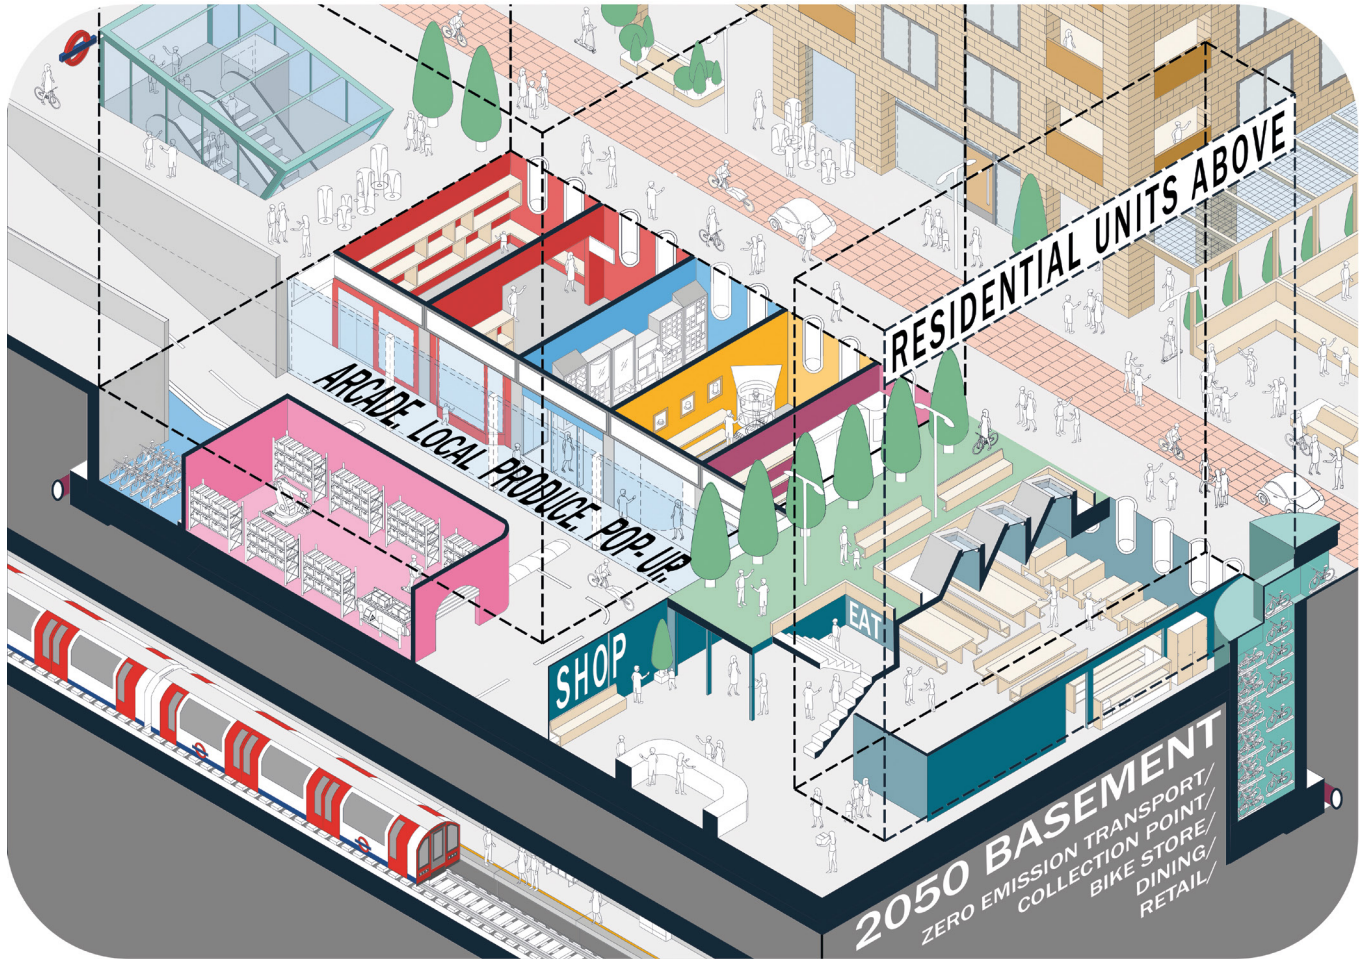 RESIDENTIAL UNITS ABOVE
ARCADE, LOCAL PRODUCE. POP-UP.
SHOP
EAT
2050 BASEMENT
ZERO EMISSION TRANSPORT/
COLLECTION POINT/
BIKE STORE/
DINING/
RETAIL/